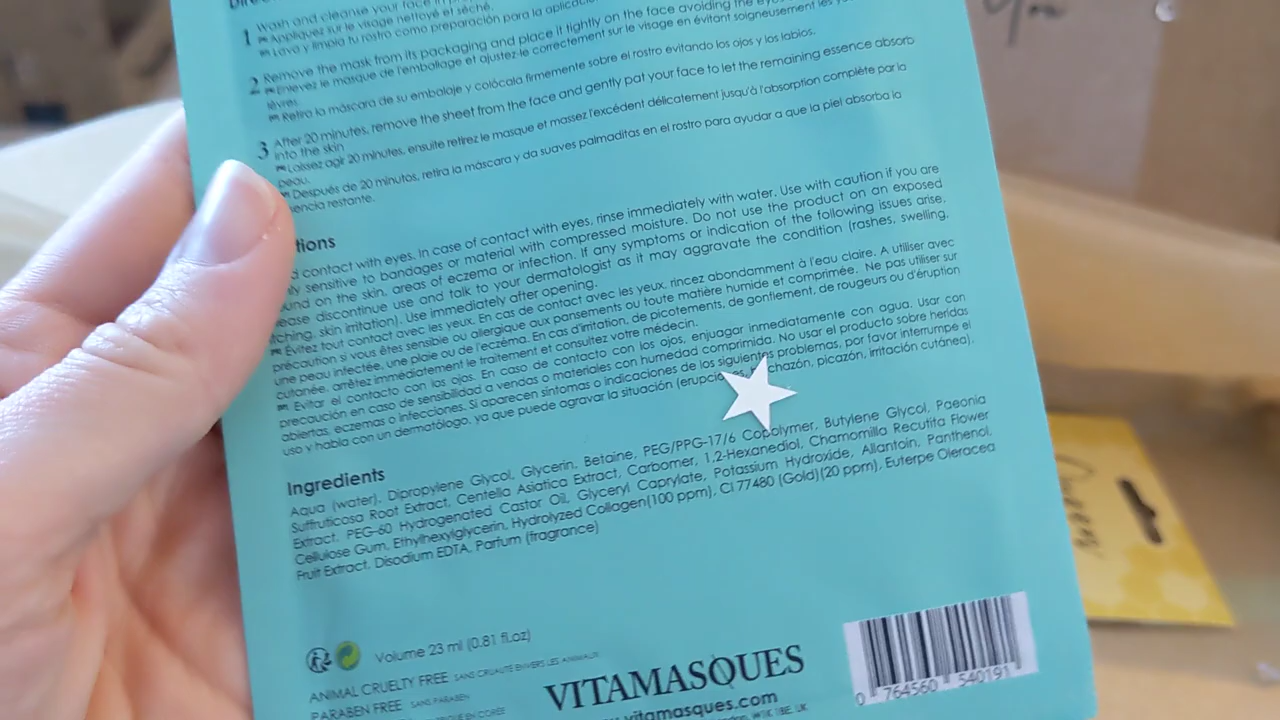 You
1 Wash and cleanse your face in
Appliquez sur le visage nettoyé et séché.
Lava y limpia tu rostro como preparación para la
2 Remove the mask from its packaging and place it tightly on the face avoiding the
Enlevez le masque de l'emballage et ajustez-le correctement sur le visage en évitant soigneusement les
lèvres.
Retira la máscara de su embalaje y colócala firmemente sobre el rostro evitando los ojos y los labios.
3 After 20 minutes, remove the sheet from the face and gently pat your face to let the remaining essence absorb
into the skin
Laissez agir 20 minutes, ensuite retirez le masque et massez l'excédent délicatement jusqu'à l'absorption complète par la
peau.
Después de 20 minutos, retira la máscara y da suaves palmaditas en el rostro para ayudar a que la piel absorba la
encia restante.
tions
d contact with eyes. In case of contact with eyes, rinse immediately with water. Use with caution if you are
y sensitive to bandages or material with compressed moisture. Do not use the product on an exposed
und on the skin, areas of eczema or infection. If any symptoms or indication of the following issues arise,
ease discontinue use and talk to your dermatologist as it may aggravate the condition (rashes, swelling,
tching, skin irritation). Use immediately after opening.
Évitez tout contact avec les yeux. En cas de contact avec les yeux, rincez abondamment à l'eau claire. A utiliser avec
précaution si vous êtes sensible ou allergique aux pansements ou toute matière humide et comprimée. Ne pas utiliser sur
une peau infectée, une plaie ou de l'eczéma. En cas d'irritation, de picotements, de gonflement, de rougeurs ou d'éruption
cutanée, arrêtez immédiatement le traitement et consultez votre médecin.
Evitar el contacto con los ojos. En caso de contacto con los ojos, enjuagar inmediatamente con agua. Usar con
precaución en caso de sensibilidad a vendas o materiales con humedad comprimida. No usar el producto sobre heridas
abiertas, eczemas o infecciones. Si aparecen síntomas o indicaciones de los siguientes problemas, por favor interrumpe el
uso y habla con un dermatólogo, ya que puede agravar la situación (erupci chazón, picazón, irritación cutánea).
Ingredients
Aqua (water), Dipropylene Glycol, Glycerin, Betaine, PEG/PPG-17/6 Copolymer, Butylene Glycol, Paeonia
Suffruticosa Root Extract, Centella Asiatica Extract, Carbomer, 1,2-Hexanediol, Chamomilla Recutita Flower
Extract, PEG-60 Hydrogenated Castor Oil, Glyceryl Caprylate, Potassium Hydroxide, Allantoin, Panthenol,
Cellulose Gum, Ethylhexylglycerin, Hydrolyzed Collagen(100 ppm), CI 77480 (Gold)(20 ppm), Euterpe Oleracea
Fruit Extract, Disodium EDTA, Parfum (fragrance)
Volume 23 ml (0.81 fl.oz)
ANIMAL CRUELTY FREE SANS CRUAUTÉ ENVERS LES ANIMAUX
PARABEN FREE SANS PARABEN
VITAMASQUES
vitamasques.com
W1K 1BE, UK
0 764560 540191